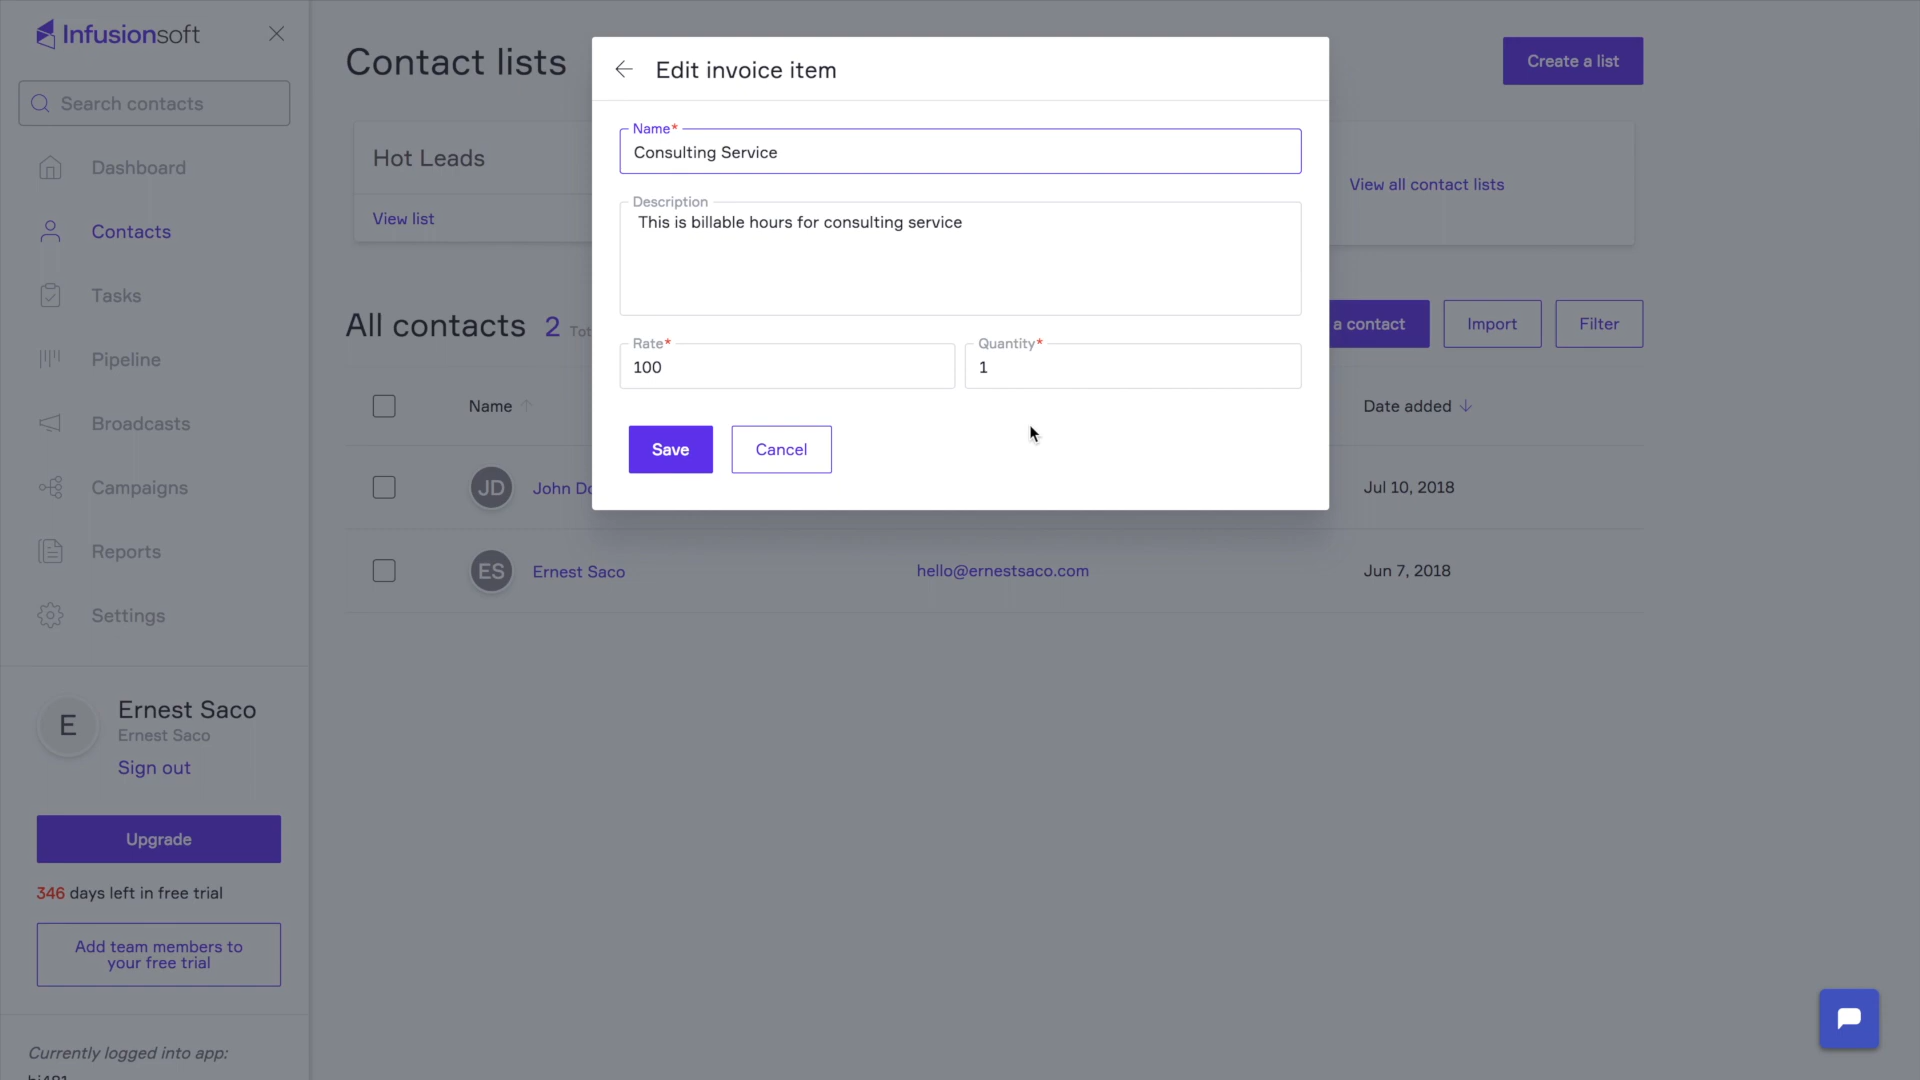 Infusionsoft
Search contacts
Dashboard
Contacts
Tasks
Pipeline
Broadcasts
Campaigns
Reports
Settings
E
Ernest Saco
Ernest Saco
Sign out
Upgrade
346 days left in free trial
Add team members to
your free trial
Currently logged into app:
Contact lists
Create a list
Hot Leads
View list
View all contact lists
All contacts 2
a contact
Import
Filter
Name
Date added
JD
John
Jul 10, 2018
ES
Ernest Saco
hello@ernestsaco.com
Jun 7, 2018
Edit invoice item
Name*
Consulting Service
Description
This is billable hours for consulting service
Rate*
100
Quantity*
1
Save
Cancel